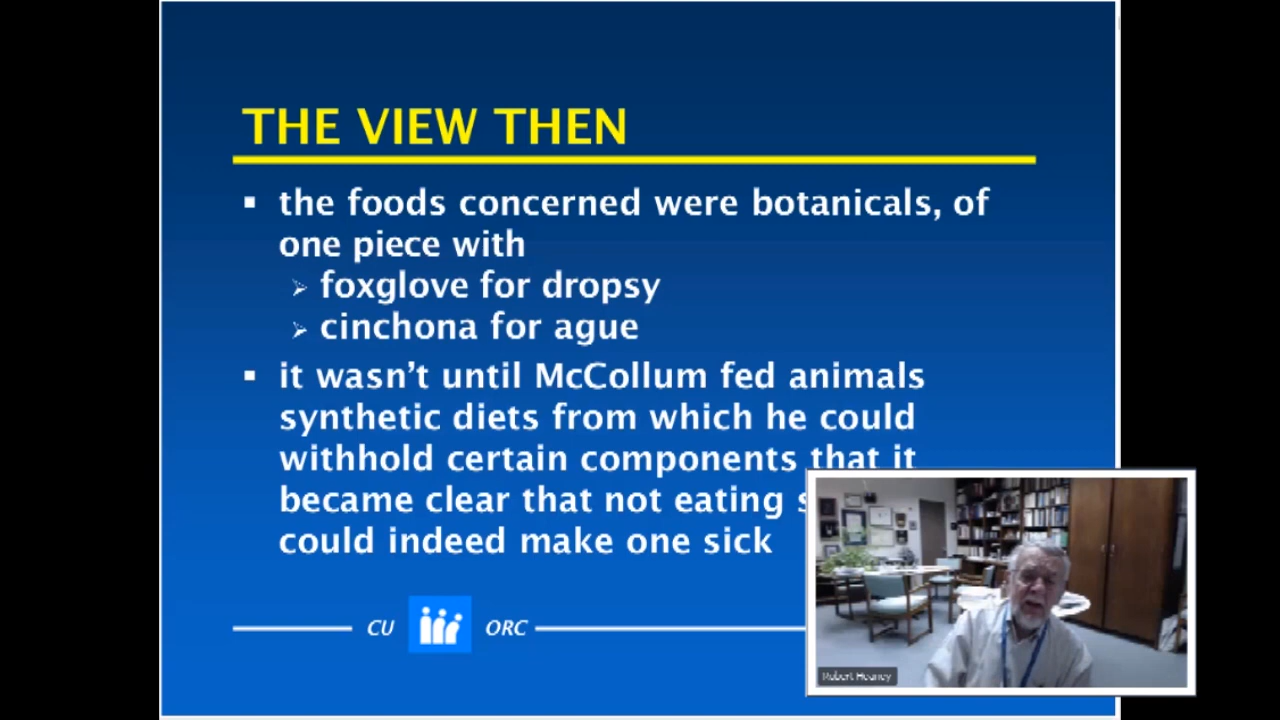 THE VIEW THEN
▪ the foods concerned were botanicals, of
one piece with
➢ foxglove for dropsy
➢ cinchona for ague
▪ it wasn't until McCollum fed animals
synthetic diets from which he could
withhold certain components that it
became clear that not eating
could indeed make one sick
CU ORC
Robert Heaney